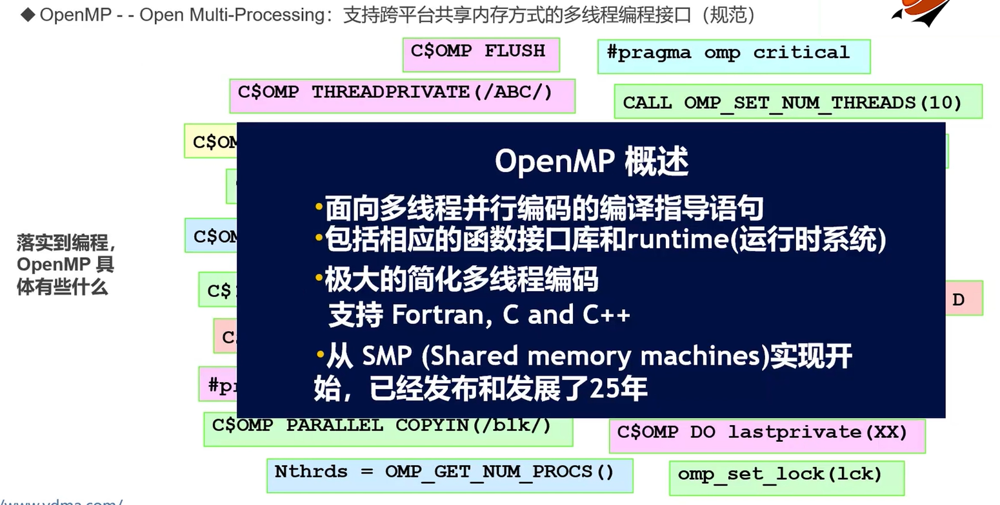 ◆ OpenMP - - Open Multi-Processing：支持跨平台共享内存方式的多线程编程接口（规范）
C$OMP FLUSH
#pragma omp critical
C$OMP THREADPRIVATE(/ABC/)
CALL OMP_SET_NUM_THREADS(10)
OpenMP 概述
•面向多线程并行编码的编译指导语句
•包括相应的函数接口库和runtime(运行时系统)
•极大的简化多线程编码
支持 Fortran, C and C++
•从 SMP (Shared memory machines)实现开
始，已经发布和发展了25年
落实到编程，
OpenMP 具
体有些什么
D
C$OMP PARALLEL COPYIN(/blk/)
C$OMP DO lastprivate(XX)
Nthrds = OMP_GET_NUM_PROCS()
omp_set_lock(lck)